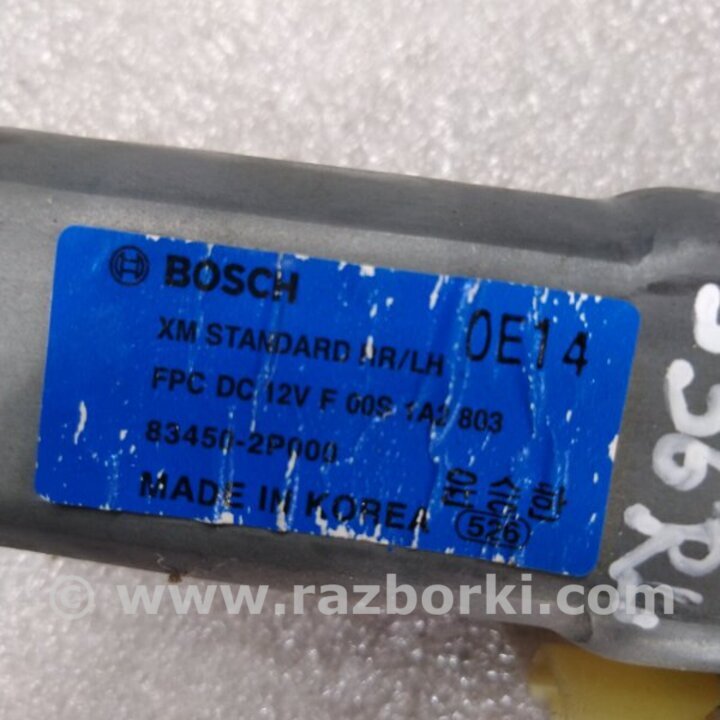 BOSCH
0E14
XM STANDARD RR/LH
FPC DC 12V F 00S 1A2 803
83450-2P000
MADE IN KOREA
526
© www.razborki.com